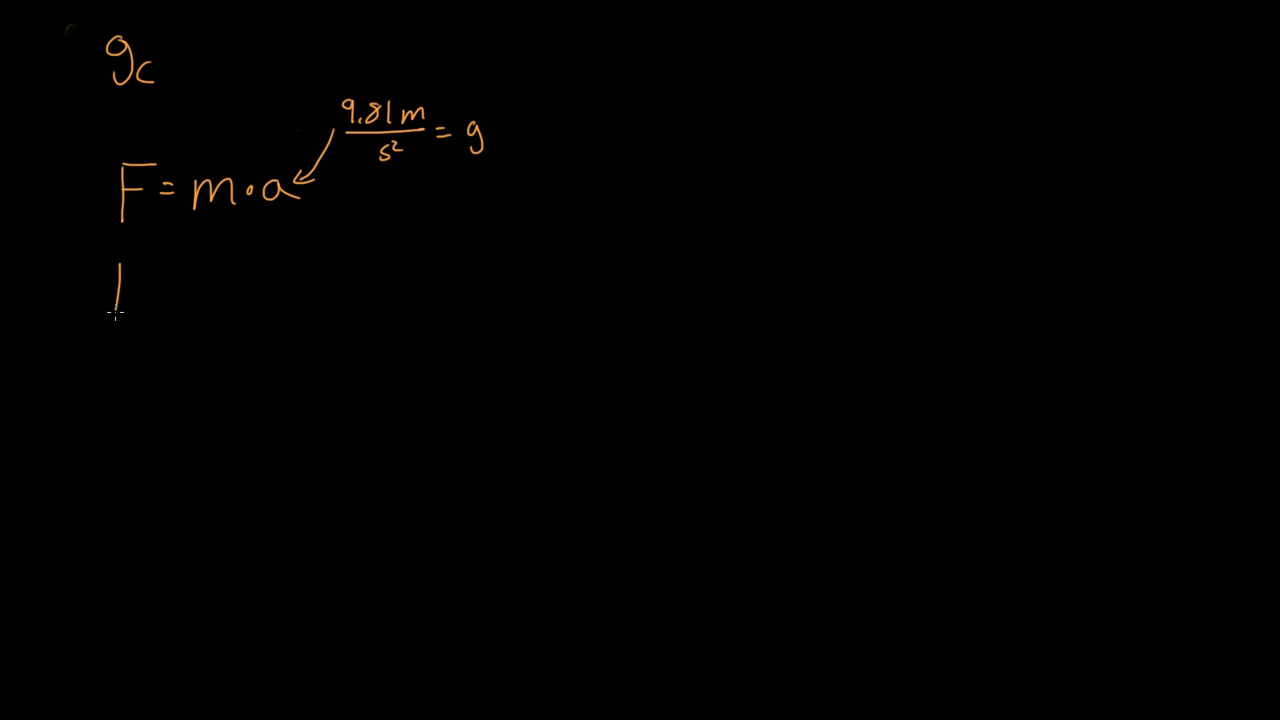 g_c
9.81 m / s² = g
F = m · a